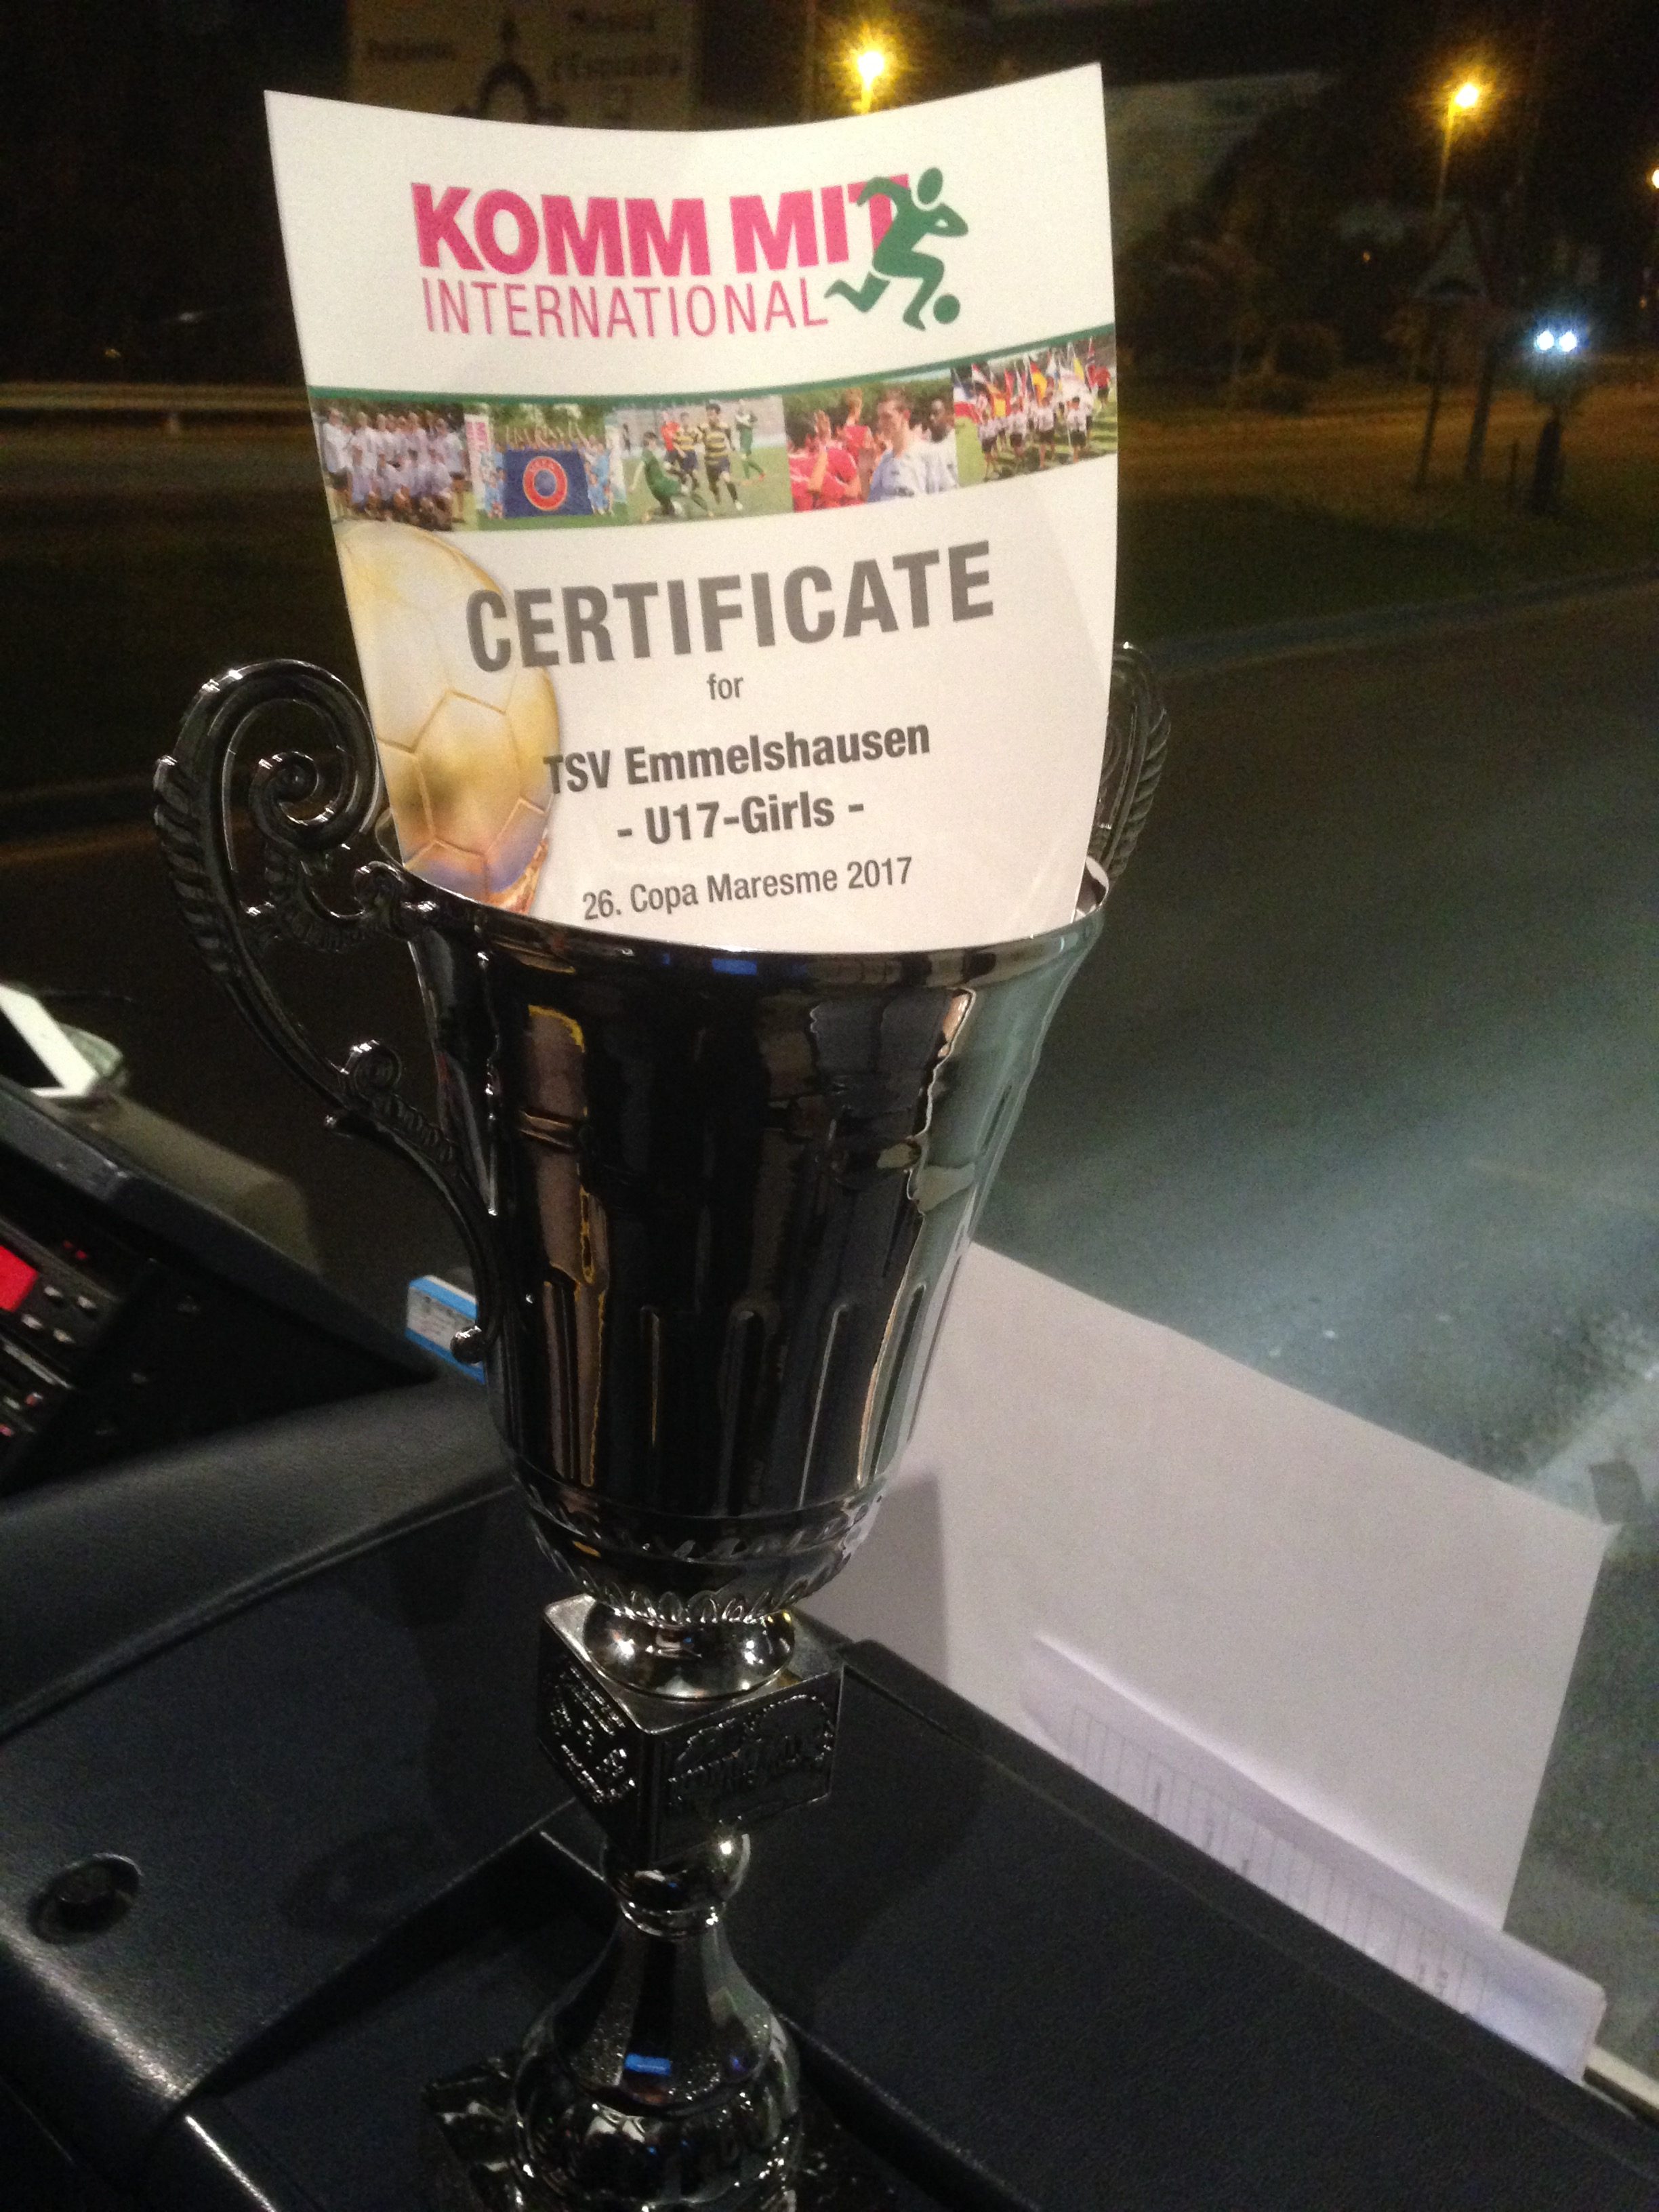 KOMM MIT
INTERNATIONAL
CERTIFICATE
for
TSV Emmelshausen
- U17-Girls -
26. Copa Maresme 2017